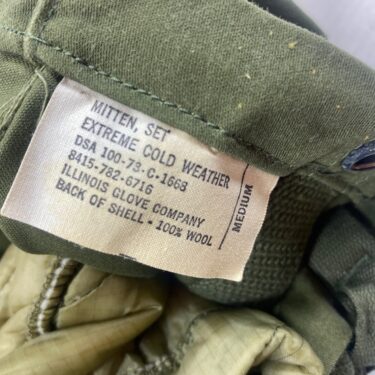 MITTEN, SET
EXTREME COLD WEATHER
DSA 100-73-C-1668
8415-782-6716
ILLINOIS GLOVE COMPANY
BACK OF SHELL - 100% WOOL
MEDIUM